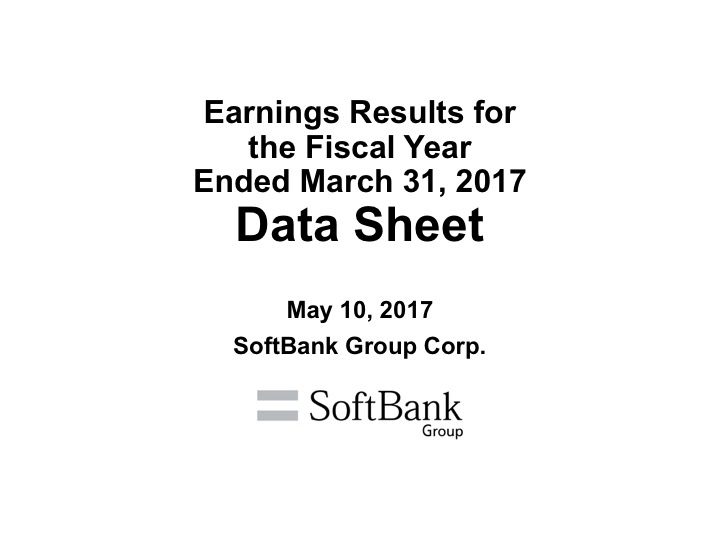 Earnings Results for
the Fiscal Year
Ended March 31, 2017
Data Sheet
May 10, 2017
SoftBank Group Corp.
SoftBank
Group